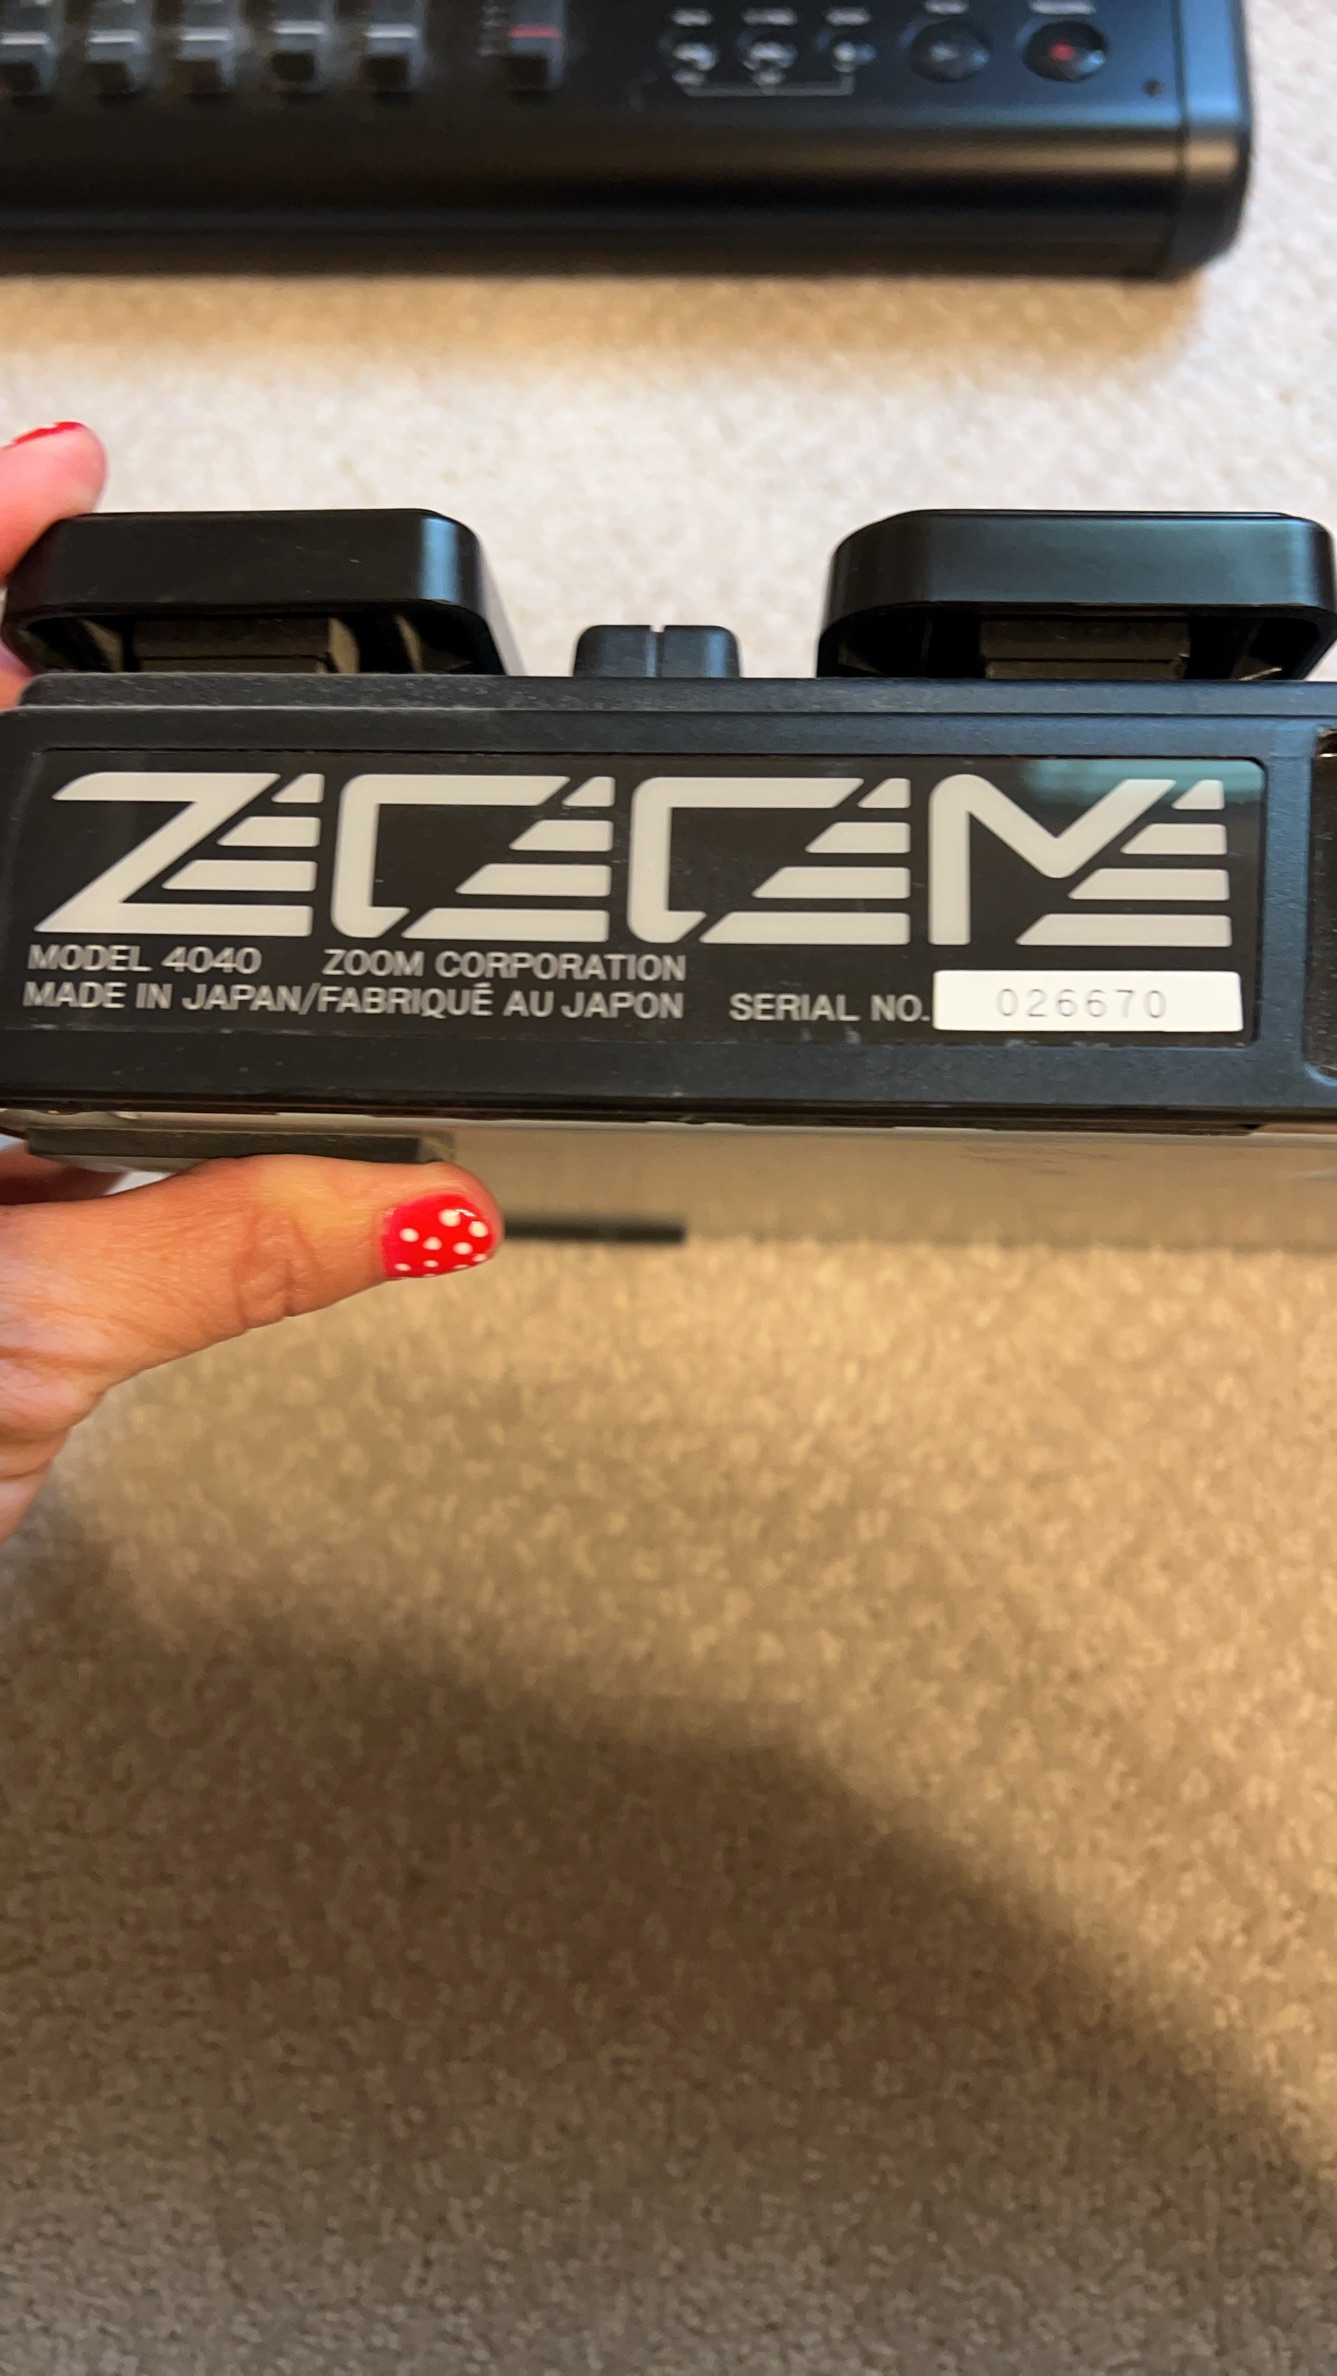 ZOOM
MODEL 4040 ZOOM CORPORATION
MADE IN JAPAN/FABRIQUÉ AU JAPON SERIAL NO. 026670